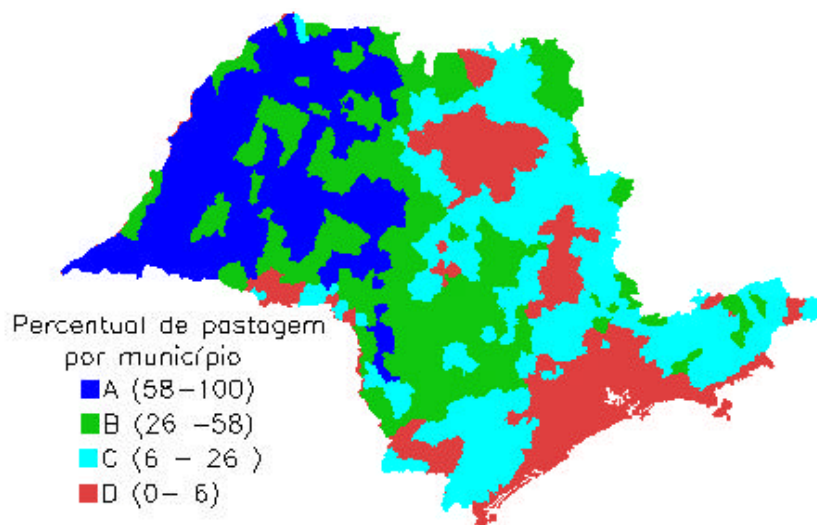 Percentual de pastagem
por município
A (58-100)
B (26 -58)
C (6 - 26 )
D (0- 6)